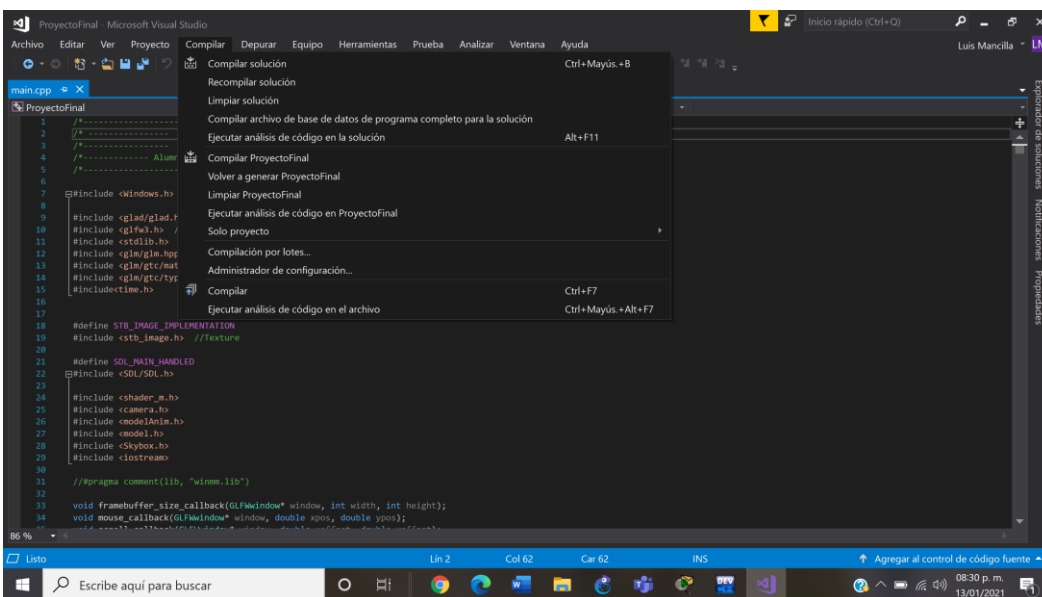 ProyectoFinal - Microsoft Visual Studio
Inicio rápido (Ctrl+Q)
Archivo Editar Ver Proyecto Compilar Depurar Equipo Herramientas Prueba Analizar Ventana Ayuda
Luis Mancilla LM
main.cpp
ProyectoFinal
Compilar solución Ctrl+Mayús.+B
Recompilar solución
Limpiar solución
Compilar archivo de base de datos de programa completo para la solución
Ejecutar análisis de código en la solución Alt+F11
Compilar ProyectoFinal
Volver a generar ProyectoFinal
Limpiar ProyectoFinal
Ejecutar análisis de código en ProyectoFinal
Solo proyecto
Compilación por lotes...
Administrador de configuración...
Compilar Ctrl+F7
Ejecutar análisis de código en el archivo Ctrl+Mayús.+Alt+F7
1 /*------------------
2 /* ----------------
3 /*-----------------
4 /*-------------
5 /*------------------
6
7 #include <Windows.h>
8
9 #include <glad/glad.h
10 #include <glfw3.h> /
11 #include <stdlib.h>
12 #include <glm/glm.hpp
13 #include <glm/gtc/mat
14 #include <glm/gtc/typ
15 #include<time.h>
16
17
18 #define STB_IMAGE_IMPLEMENTATION
19 #include <stb_image.h> //Texture
20
21 #define SDL_MAIN_HANDLED
22 #include <SDL/SDL.h>
23
24 #include <shader_m.h>
25 #include <camera.h>
26 #include <modelAnim.h>
27 #include <model.h>
28 #include <Skybox.h>
29 #include <iostream>
30
31 //#pragma comment(lib, "winmm.lib")
32
33 void framebuffer_size_callback(GLFWwindow* window, int width, int height);
34 void mouse_callback(GLFWwindow* window, double xpos, double ypos);
Explorador de soluciones
Notificaciones
Propiedades
86 %
Listo Lín 2 Col 62 Car 62 INS Agregar al control de código fuente
Escribe aquí para buscar
DEV
08:30 p. m.
13/01/2021